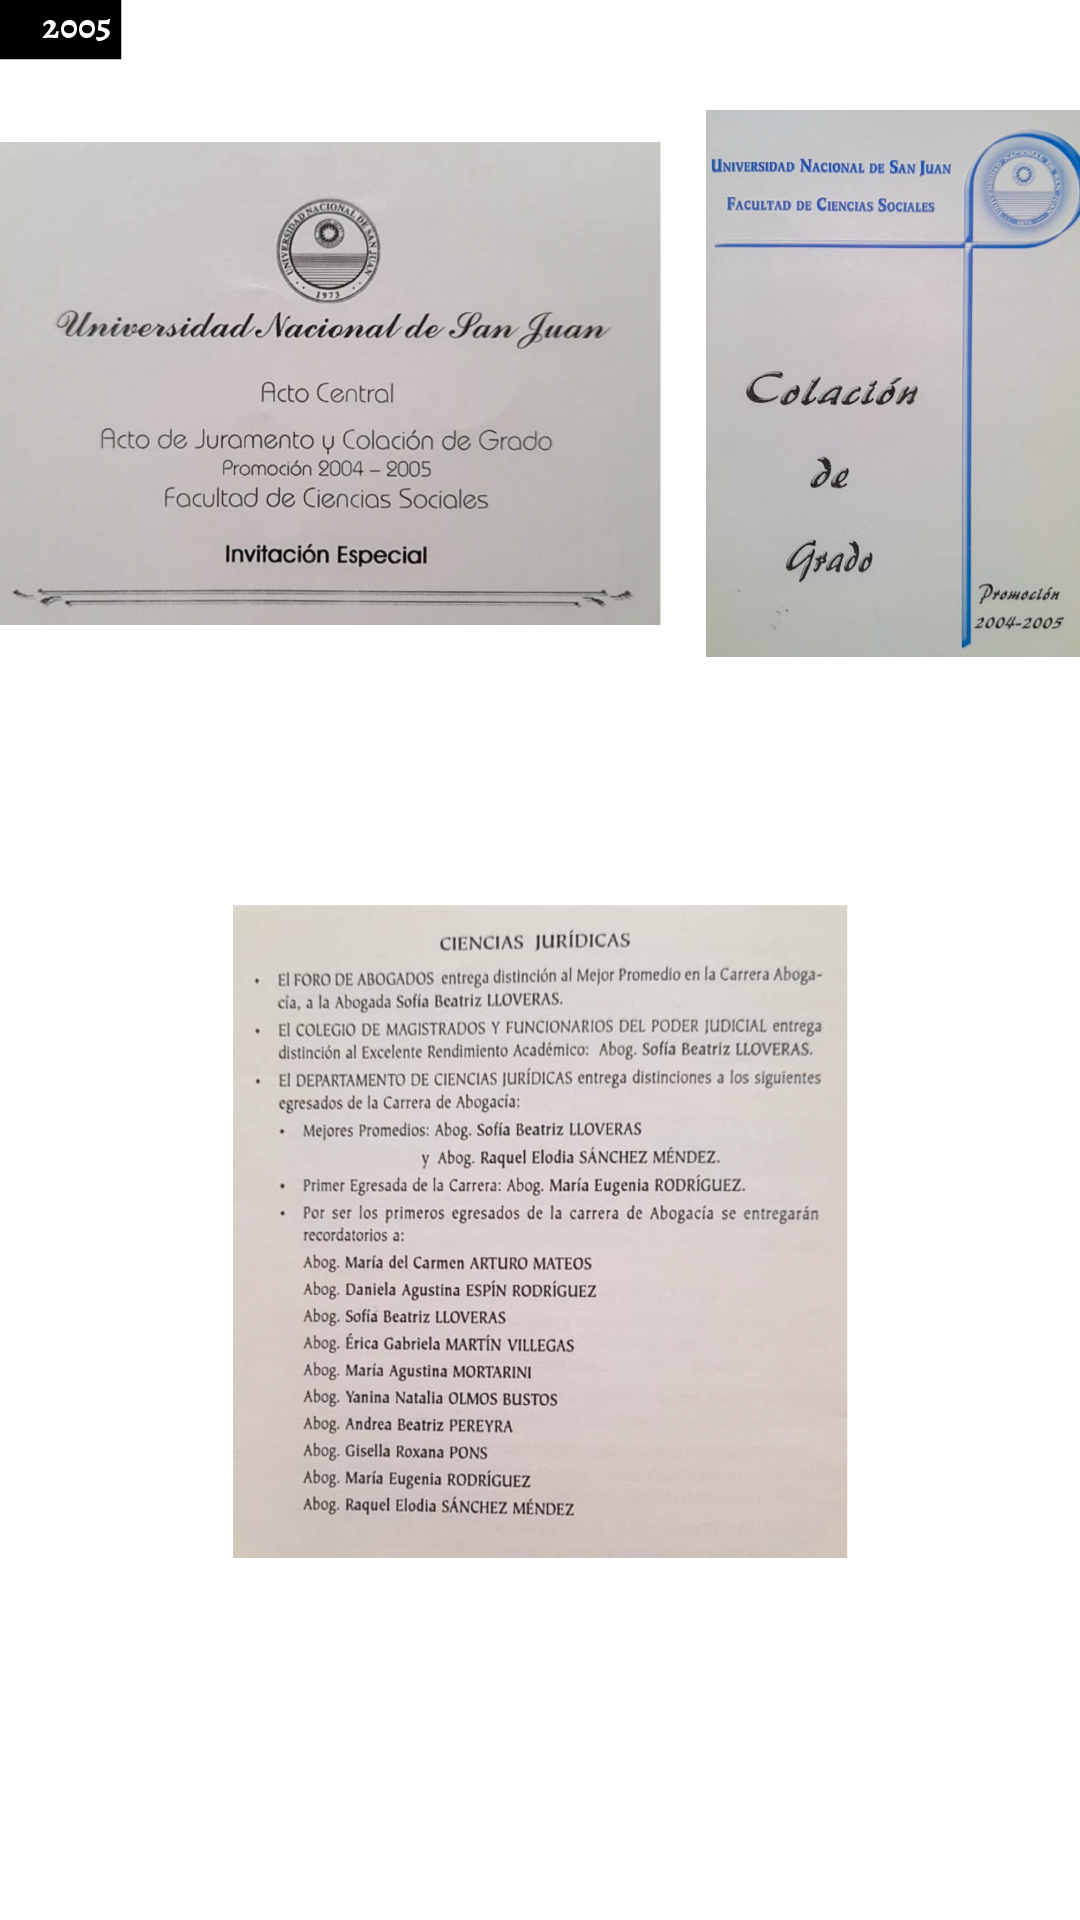 2005
UNIVERSIDAD NACIONAL DE SAN JUAN
1973
Universidad Nacional de San Juan
Acto Central
Acto de Juramento y Colación de Grado
Promoción 2004 – 2005
Facultad de Ciencias Sociales
Invitación Especial
UNIVERSIDAD NACIONAL DE SAN JUAN
FACULTAD DE CIENCIAS SOCIALES
UNIVERSIDAD NACIONAL DE SAN JUAN
1973
Colación
de
Grado
Promoción
2004-2005
CIENCIAS JURÍDICAS
• El FORO DE ABOGADOS entrega distinción al Mejor Promedio en la Carrera Aboga-
cía, a la Abogada Sofía Beatriz LLOVERAS.
• El COLEGIO DE MAGISTRADOS Y FUNCIONARIOS DEL PODER JUDICIAL entrega
distinción al Excelente Rendimiento Académico: Abog. Sofía Beatriz LLOVERAS.
• El DEPARTAMENTO DE CIENCIAS JURÍDICAS entrega distinciones a los siguientes
egresados de la Carrera de Abogacía:
• Mejores Promedios: Abog. Sofía Beatriz LLOVERAS
y Abog. Raquel Elodia SÁNCHEZ MÉNDEZ.
• Primer Egresada de la Carrera: Abog. María Eugenia RODRÍGUEZ.
• Por ser los primeros egresados de la carrera de Abogacía se entregarán
recordatorios a:
Abog. María del Carmen ARTURO MATEOS
Abog. Daniela Agustina ESPÍN RODRÍGUEZ
Abog. Sofía Beatriz LLOVERAS
Abog. Érica Gabriela MARTÍN VILLEGAS
Abog. María Agustina MORTARINI
Abog. Yanina Natalia OLMOS BUSTOS
Abog. Andrea Beatriz PEREYRA
Abog. Gisella Roxana PONS
Abog. María Eugenia RODRÍGUEZ
Abog. Raquel Elodia SÁNCHEZ MÉNDEZ